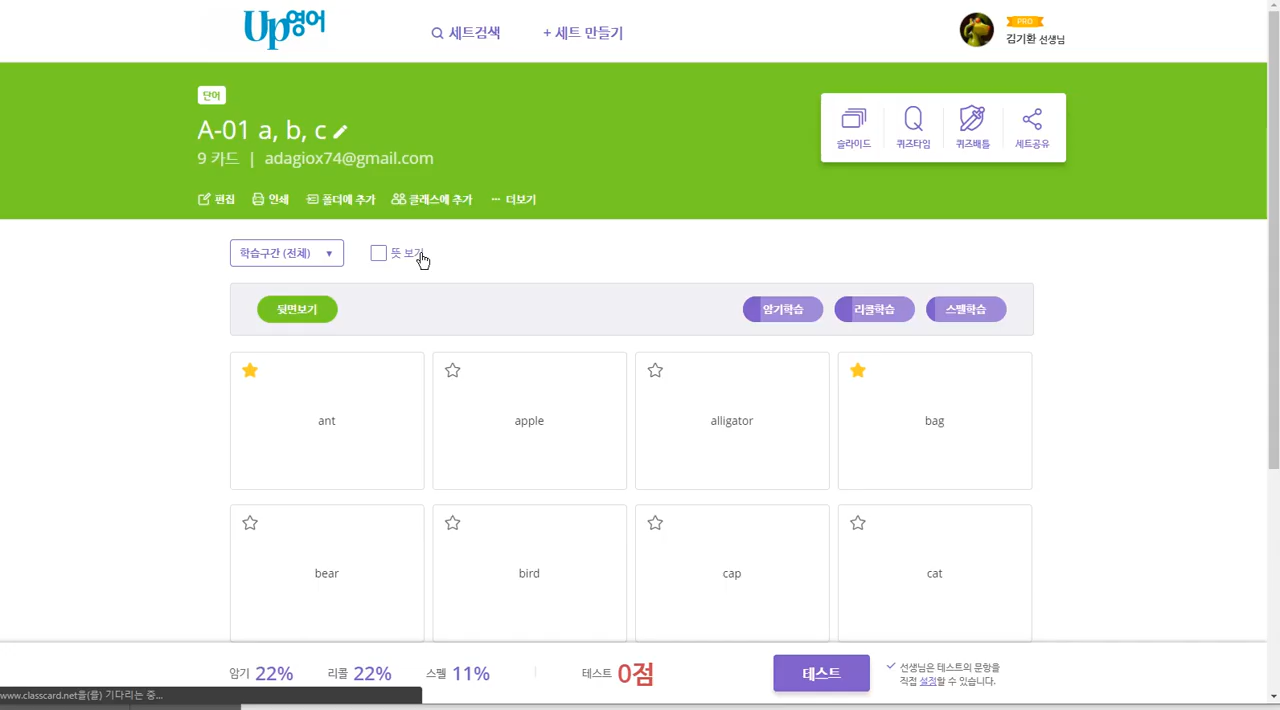 Up영어
세트검색
+ 세트 만들기
PRO
김기환 선생님
단어
A-01 a, b, c
9 카드 | adagiox74@gmail.com
편집
인쇄
폴더에 추가
클래스에 추가
··· 더보기
슬라이드
퀴즈타임
퀴즈배틀
세트공유
학습구간 (전체) ▼
뜻 보기
뒷면보기
암기학습
리콜학습
스펠학습
ant
apple
alligator
bag
bear
bird
cap
cat
암기 22%
리콜 22%
스펠 11%
테스트 0점
테스트
선생님은 테스트의 문항을
직접 설정할 수 있습니다.
www.classcard.net을(를) 기다리는 중...